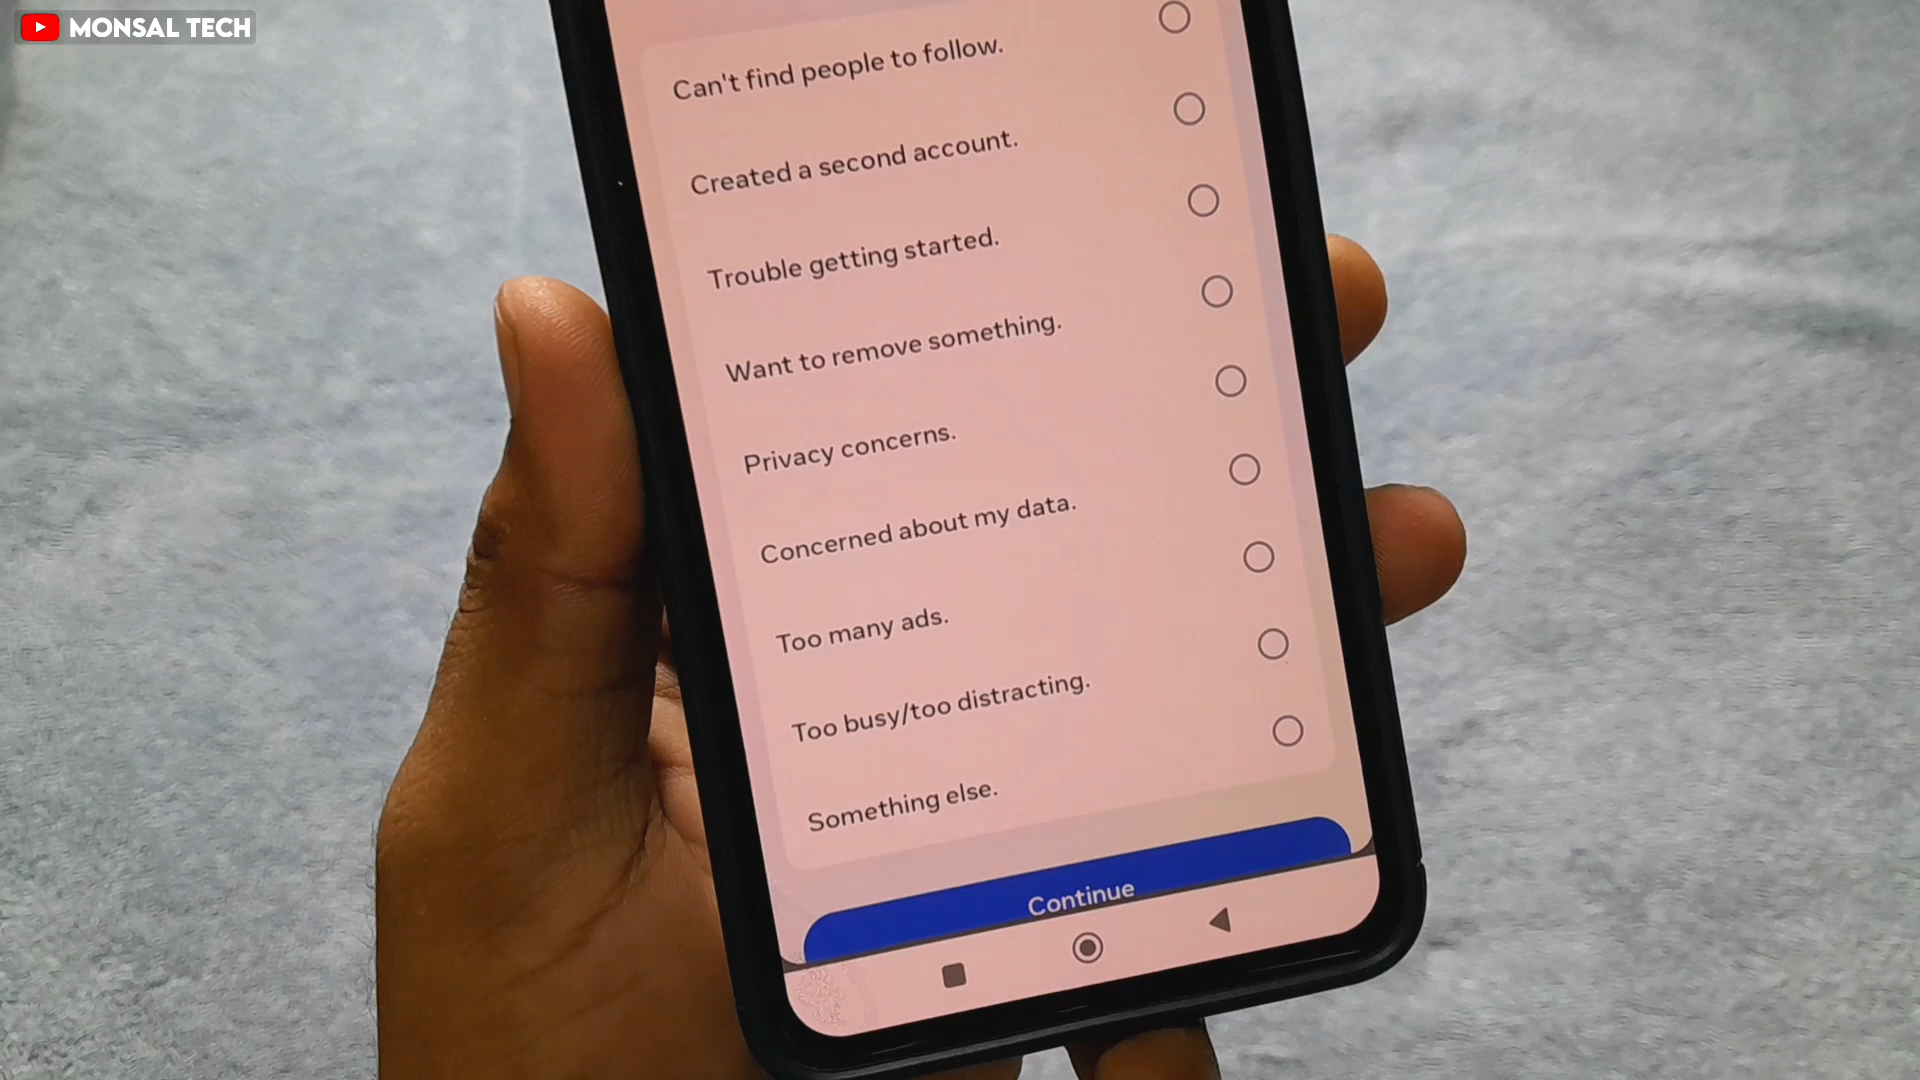 MONSAL TECH
Can't find people to follow.
Created a second account.
Trouble getting started.
Want to remove something.
Privacy concerns.
Concerned about my data.
Too many ads.
Too busy/too distracting.
Something else.
Continue